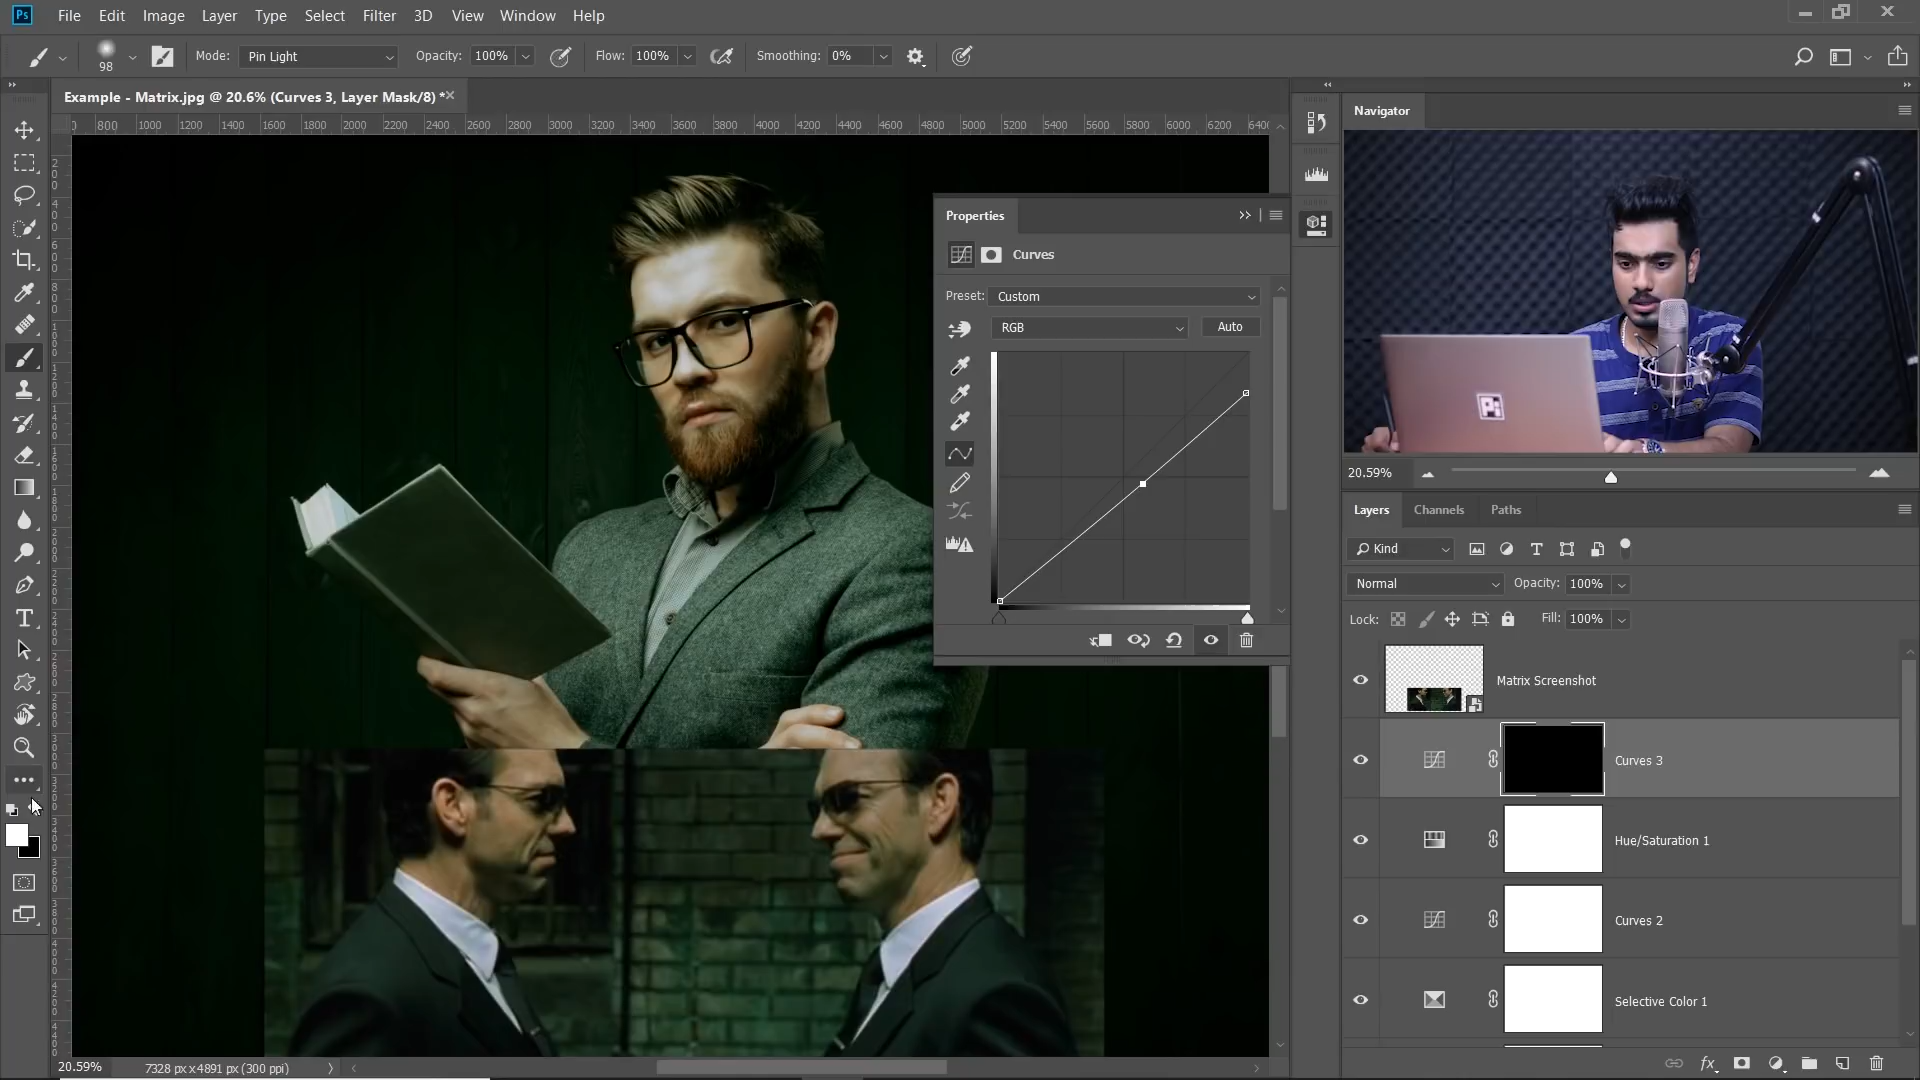 Ps File Edit Image Layer Type Select Filter 3D View Window Help
98 Mode: Pin Light Opacity: 100% Flow: 100% Smoothing: 0%
Example - Matrix.jpg @ 20.6% (Curves 3, Layer Mask/8) *
800 1000 1200 1400 1600 1800 2000 2200 2400 2600 2800 3000 3200 3400 3600 3800 4000 4200 4400 4600 4800 5000 5200 5400 5600 5800 6000 6200 6400
Navigator
Pi
20.59%
Properties
Curves
Preset: Custom
RGB Auto
Layers Channels Paths
Kind
Normal Opacity: 100%
Lock: Fill: 100%
Matrix Screenshot
Curves 3
Hue/Saturation 1
Curves 2
Selective Color 1
fx
20.59% 7328 px x 4891 px (300 ppi)